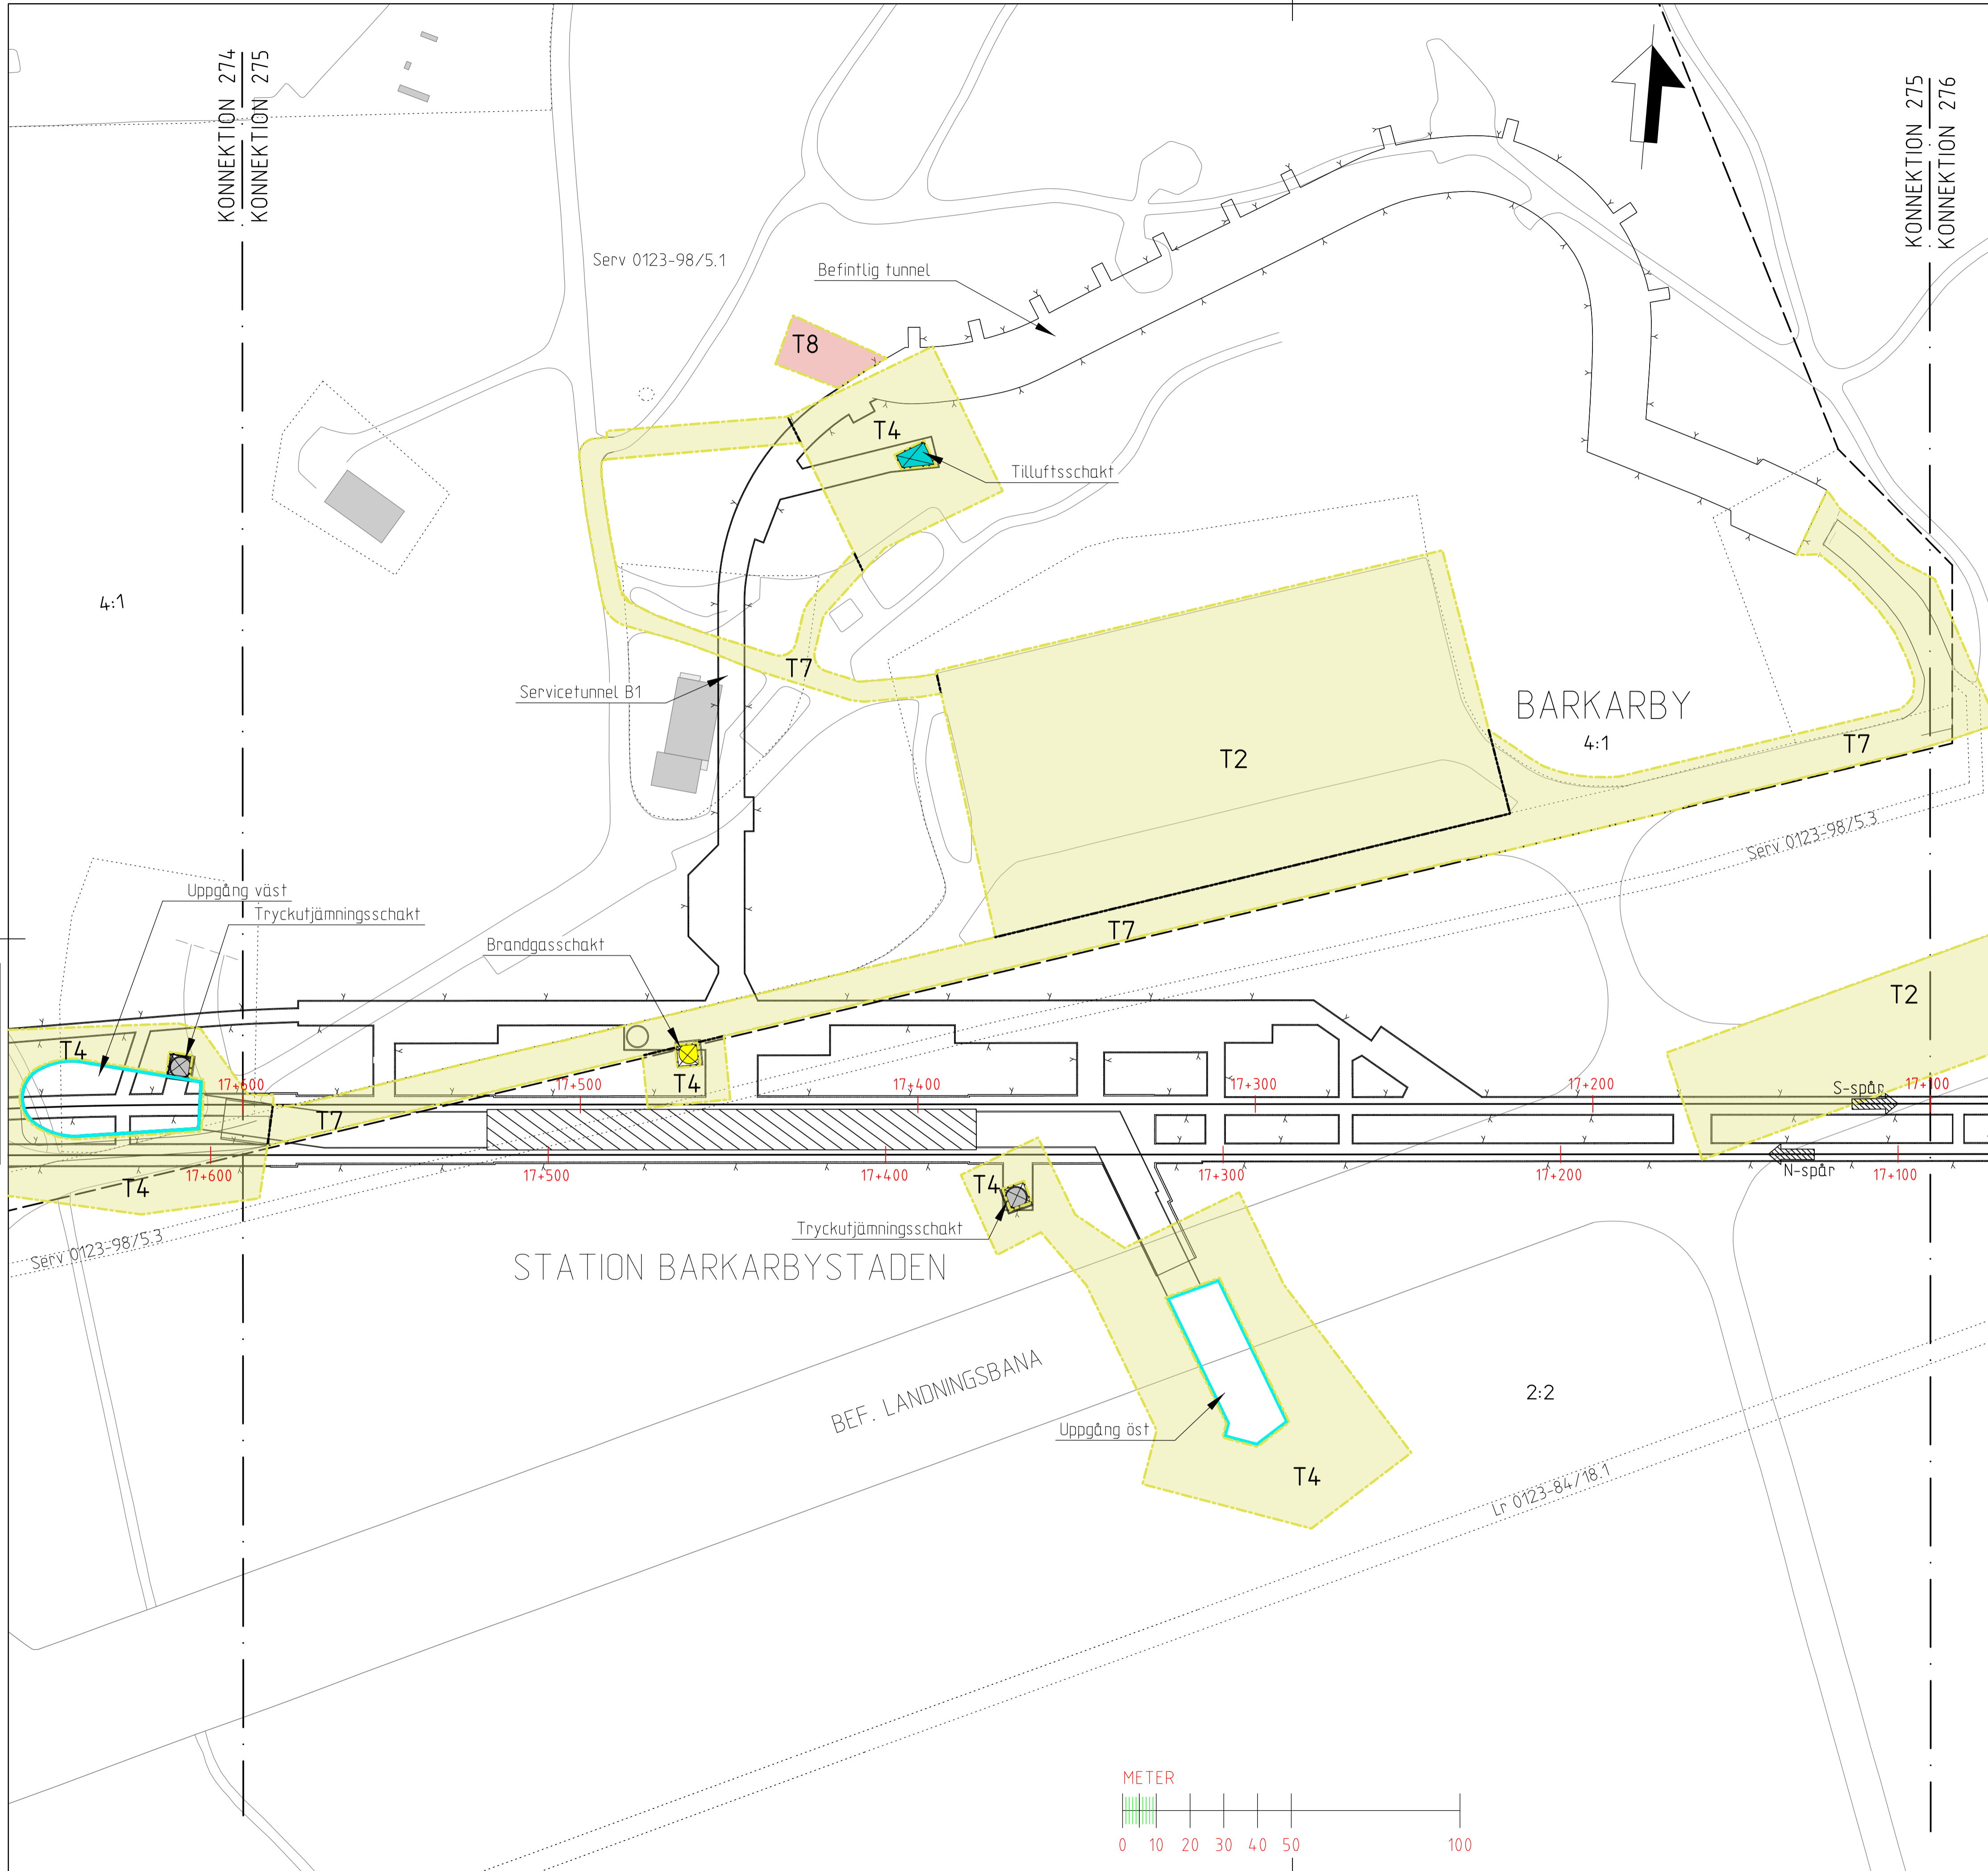 KONNEKTION 274
KONNEKTION 275
KONNEKTION 275
KONNEKTION 276
Serv 0123-98/5.1
Befintlig tunnel
T8
T4
Tilluftsschakt
4:1
T7
Servicetunnel B1
BARKARBY
4:1
T2
T7
Serv 0123-98/5.3
Uppgång väst
Tryckutjämningsschakt
T7
Brandgasschakt
T2
T4
17+600
17+500
17+400
17+300
17+200
17+100
S-spår
T4
T7
17+600
17+500
17+400
17+300
17+200
17+100
N-spår
T4
T4
Tryckutjämningsschakt
Serv 0123-98/5.3
STATION BARKARBYSTADEN
BEF. LANDNINGSBANA
2:2
Uppgång öst
T4
Lr 0123-84/18.1
METER
0 10 20 30 40 50 100